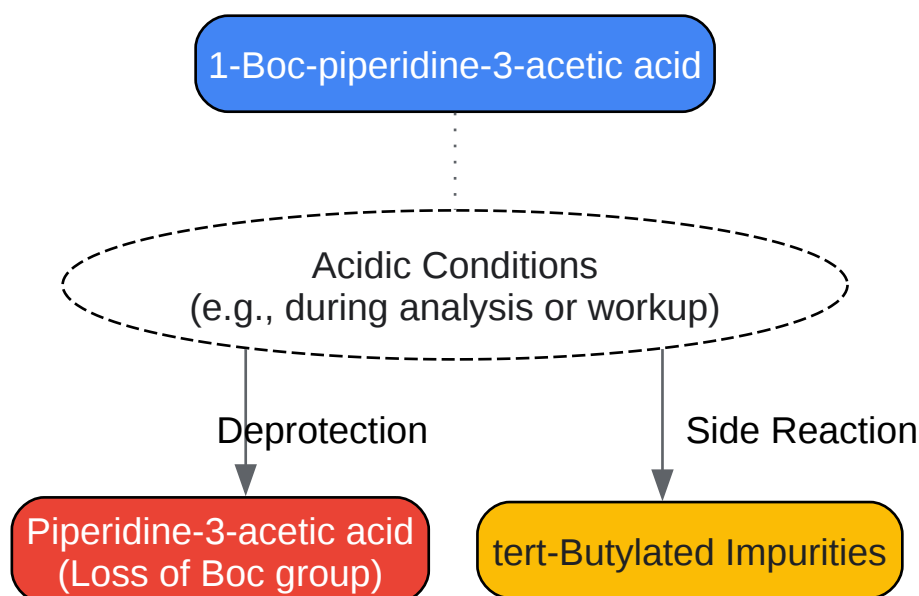 1-Boc-piperidine-3-acetic acid
Acidic Conditions
(e.g., during analysis or workup)
Deprotection
Side Reaction
Piperidine-3-acetic acid
(Loss of Boc group)
tert-Butylated Impurities